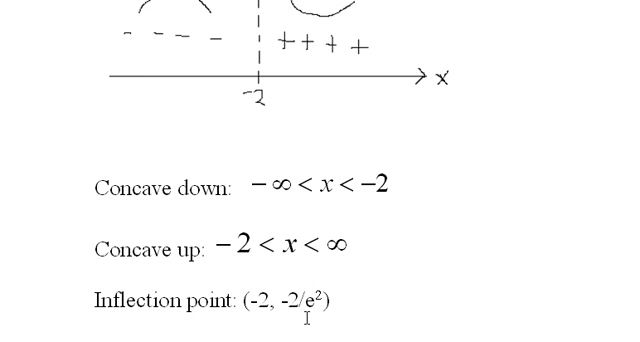 - - - - + + + +
x
-2
Concave down: −∞ < x < −2
Concave up: −2 < x < ∞
Inflection point: (-2, -2/e²)